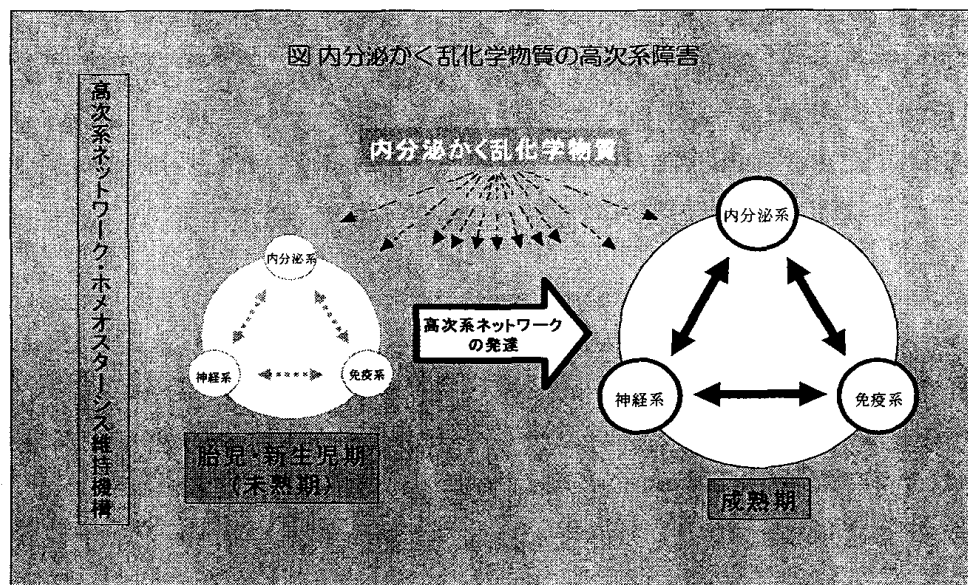 図 内分泌かく乱化学物質の高次系障害
高次系ネットワーク・ホメオスターシス維持機構
内分泌かく乱化学物質
内分泌系
神経系
免疫系
胎児・新生児期
(未熟期)
高次系ネットワーク
の発達
内分泌系
神経系
免疫系
成熟期